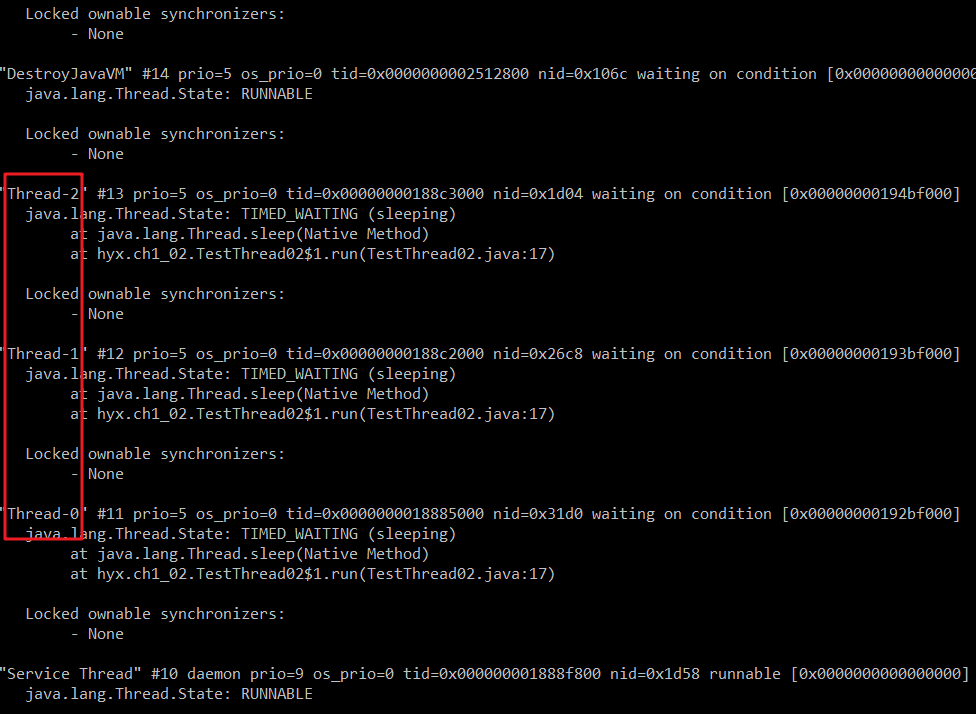 Locked ownable synchronizers:
- None
"DestroyJavaVM" #14 prio=5 os_prio=0 tid=0x0000000002512800 nid=0x106c waiting on condition [0x00000000000000
java.lang.Thread.State: RUNNABLE
Locked ownable synchronizers:
- None
"Thread-2" #13 prio=5 os_prio=0 tid=0x00000000188c3000 nid=0x1d04 waiting on condition [0x00000000194bf000]
java.lang.Thread.State: TIMED_WAITING (sleeping)
at java.lang.Thread.sleep(Native Method)
at hyx.ch1_02.TestThread02$1.run(TestThread02.java:17)
Locked ownable synchronizers:
- None
"Thread-1" #12 prio=5 os_prio=0 tid=0x00000000188c2000 nid=0x26c8 waiting on condition [0x00000000193bf000]
java.lang.Thread.State: TIMED_WAITING (sleeping)
at java.lang.Thread.sleep(Native Method)
at hyx.ch1_02.TestThread02$1.run(TestThread02.java:17)
Locked ownable synchronizers:
- None
"Thread-0" #11 prio=5 os_prio=0 tid=0x0000000018885000 nid=0x31d0 waiting on condition [0x00000000192bf000]
java.lang.Thread.State: TIMED_WAITING (sleeping)
at java.lang.Thread.sleep(Native Method)
at hyx.ch1_02.TestThread02$1.run(TestThread02.java:17)
Locked ownable synchronizers:
- None
"Service Thread" #10 daemon prio=9 os_prio=0 tid=0x000000001888f800 nid=0x1d58 runnable [0x0000000000000000]
java.lang.Thread.State: RUNNABLE